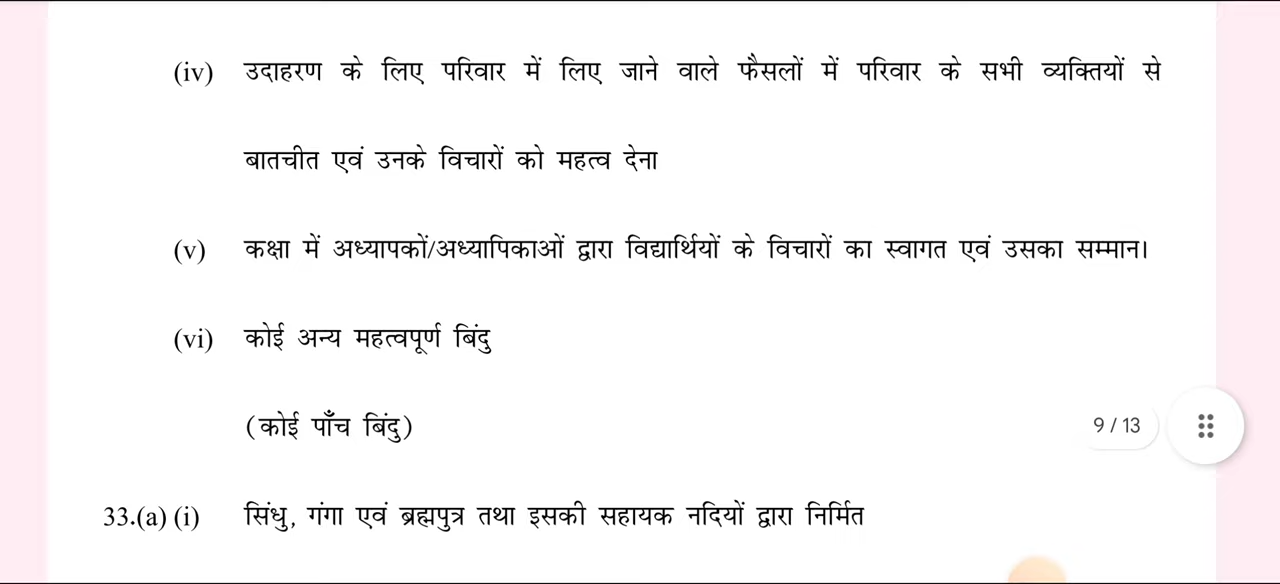 (iv) उदाहरण के लिए परिवार में लिए जाने वाले फैसलों में परिवार के सभी व्यक्तियों से
बातचीत एवं उनके विचारों को महत्व देना
(v) कक्षा में अध्यापकों/अध्यापिकाओं द्वारा विद्यार्थियों के विचारों का स्वागत एवं उसका सम्मान।
(vi) कोई अन्य महत्वपूर्ण बिंदु
(कोई पाँच बिंदु)
9 / 13
33.(a) (i) सिंधु, गंगा एवं ब्रह्मपुत्र तथा इसकी सहायक नदियों द्वारा निर्मित